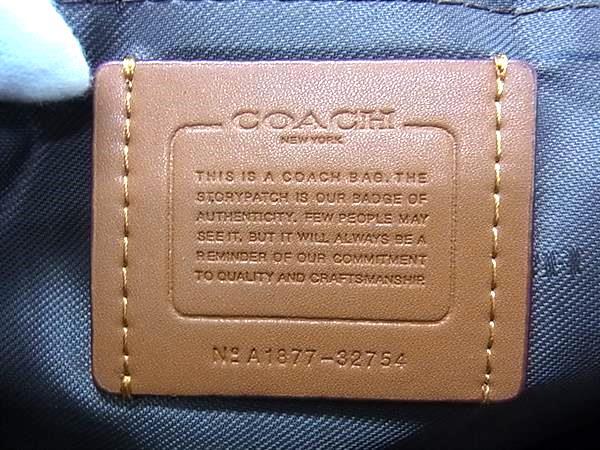 COACH
NEW YORK
THIS IS A COACH BAG. THE
STORYPATCH IS OUR BADGE OF
AUTHENTICITY. FEW PEOPLE MAY
SEE IT, BUT IT WILL ALWAYS BE A
REMINDER OF OUR COMMITMENT
TO QUALITY AND CRAFTSMANSHIP.
Nº A1877-32754